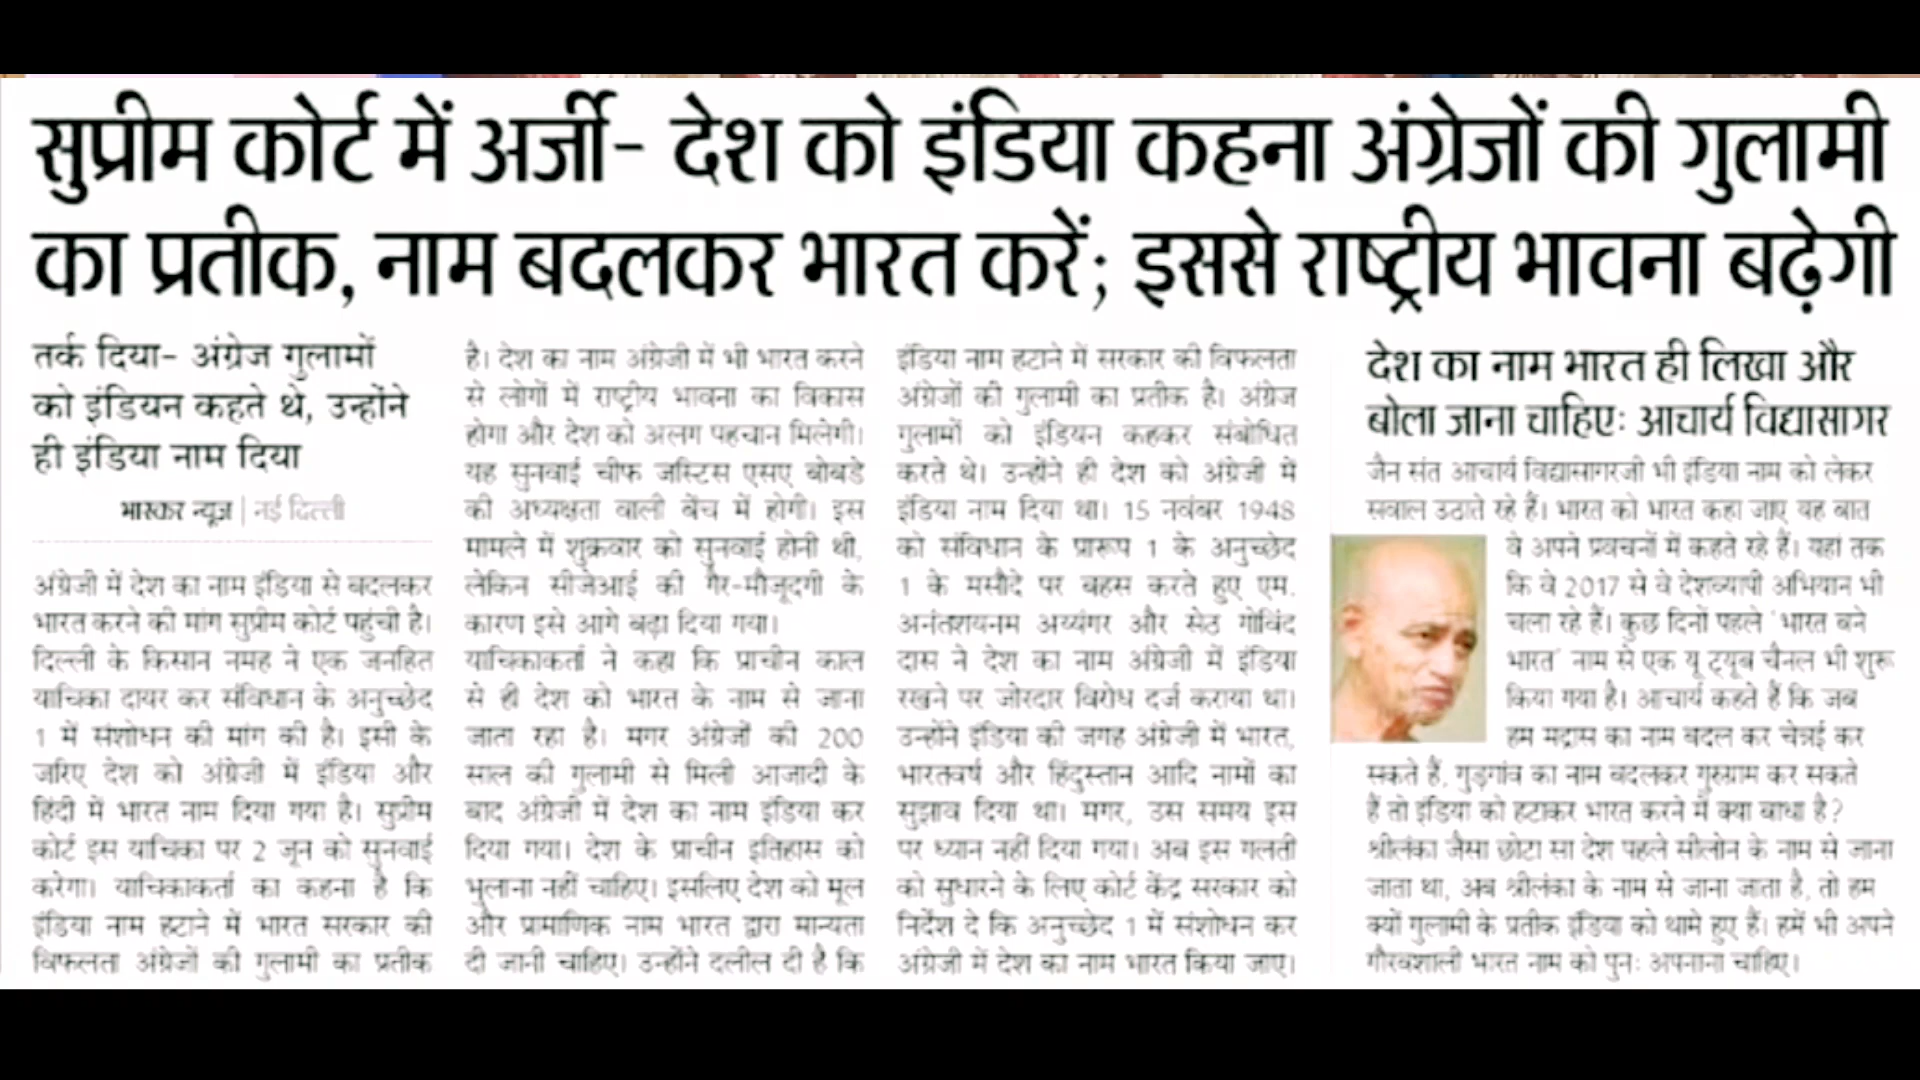 सुप्रीम कोर्ट में अर्जी- देश को इंडिया कहना अंग्रेजों की गुलामी
का प्रतीक, नाम बदलकर भारत करें; इससे राष्ट्रीय भावना बढ़ेगी
तर्क दिया- अंग्रेज गुलामों
को इंडियन कहते थे, उन्होंने
ही इंडिया नाम दिया
भास्कर न्यूज | नई दिल्ली
अंग्रेजी में देश का नाम इंडिया से बदलकर
भारत करने की मांग सुप्रीम कोर्ट पहुंची है।
दिल्ली के किसान नमह ने एक जनहित
याचिका दायर कर संविधान के अनुच्छेद
1 में संशोधन की मांग की है। इसी के
जरिए देश को अंग्रेजी में इंडिया और
हिंदी में भारत नाम दिया गया है। सुप्रीम
कोर्ट इस याचिका पर 2 जून को सुनवाई
करेगा। याचिकाकर्ता का कहना है कि
इंडिया नाम हटाने में भारत सरकार की
विफलता अंग्रेजों की गुलामी का प्रतीक
है। देश का नाम अंग्रेजी में भी भारत करने
से लोगों में राष्ट्रीय भावना का विकास
होगा और देश को अलग पहचान मिलेगी।
यह सुनवाई चीफ जस्टिस एसए बोबडे
की अध्यक्षता वाली बेंच में होगी। इस
मामले में शुक्रवार को सुनवाई होनी थी,
लेकिन सीजेआई की गैर-मौजूदगी के
कारण इसे आगे बढ़ा दिया गया।
याचिकाकर्ता ने कहा कि प्राचीन काल
से ही देश को भारत के नाम से जाना
जाता रहा है। मगर अंग्रेजों की 200
साल की गुलामी से मिली आजादी के
बाद अंग्रेजी में देश का नाम इंडिया कर
दिया गया। देश के प्राचीन इतिहास को
भुलाना नहीं चाहिए। इसलिए देश को मूल
और प्रामाणिक नाम भारत द्वारा मान्यता
दी जानी चाहिए। उन्होंने दलील दी है कि
इंडिया नाम हटाने में सरकार की विफलता
अंग्रेजों की गुलामी का प्रतीक है। अंग्रेज
गुलामों को इंडियन कहकर संबोधित
करते थे। उन्होंने ही देश को अंग्रेजी में
इंडिया नाम दिया था। 15 नवंबर 1948
को संविधान के प्रारूप 1 के अनुच्छेद
1 के मसौदे पर बहस करते हुए एम.
अनंतशयनम अय्यंगर और सेठ गोविंद
दास ने देश का नाम अंग्रेजी में इंडिया
रखने पर जोरदार विरोध दर्ज कराया था।
उन्होंने इंडिया की जगह अंग्रेजी में भारत,
भारतवर्ष और हिंदुस्तान आदि नामों का
सुझाव दिया था। मगर, उस समय इस
पर ध्यान नहीं दिया गया। अब इस गलती
को सुधारने के लिए कोर्ट केंद्र सरकार को
निर्देश दे कि अनुच्छेद 1 में संशोधन कर
अंग्रेजी में देश का नाम भारत किया जाए।
देश का नाम भारत ही लिखा और
बोला जाना चाहिए: आचार्य विद्यासागर
जैन संत आचार्य विद्यासागरजी भी इंडिया नाम को लेकर
सवाल उठाते रहे हैं। भारत को भारत कहा जाए यह बात
वे अपने प्रवचनों में कहते रहे हैं। यहां तक
कि वे 2017 से वे देशव्यापी अभियान भी
चला रहे हैं। कुछ दिनों पहले 'भारत बने
भारत' नाम से एक यू ट्यूब चैनल भी शुरू
किया गया है। आचार्य कहते हैं कि जब
हम मद्रास का नाम बदल कर चेन्नई कर
सकते हैं, गुड़गांव का नाम बदलकर गुरुग्राम कर सकते
हैं तो इंडिया को हटाकर भारत करने में क्या बाधा है?
श्रीलंका जैसा छोटा सा देश पहले सीलोन के नाम से जाना
जाता था, अब श्रीलंका के नाम से जाना जाता है, तो हम
क्यों गुलामी के प्रतीक इंडिया को थामे हुए हैं। हमें भी अपने
गौरवशाली भारत नाम को पुनः अपनाना चाहिए।